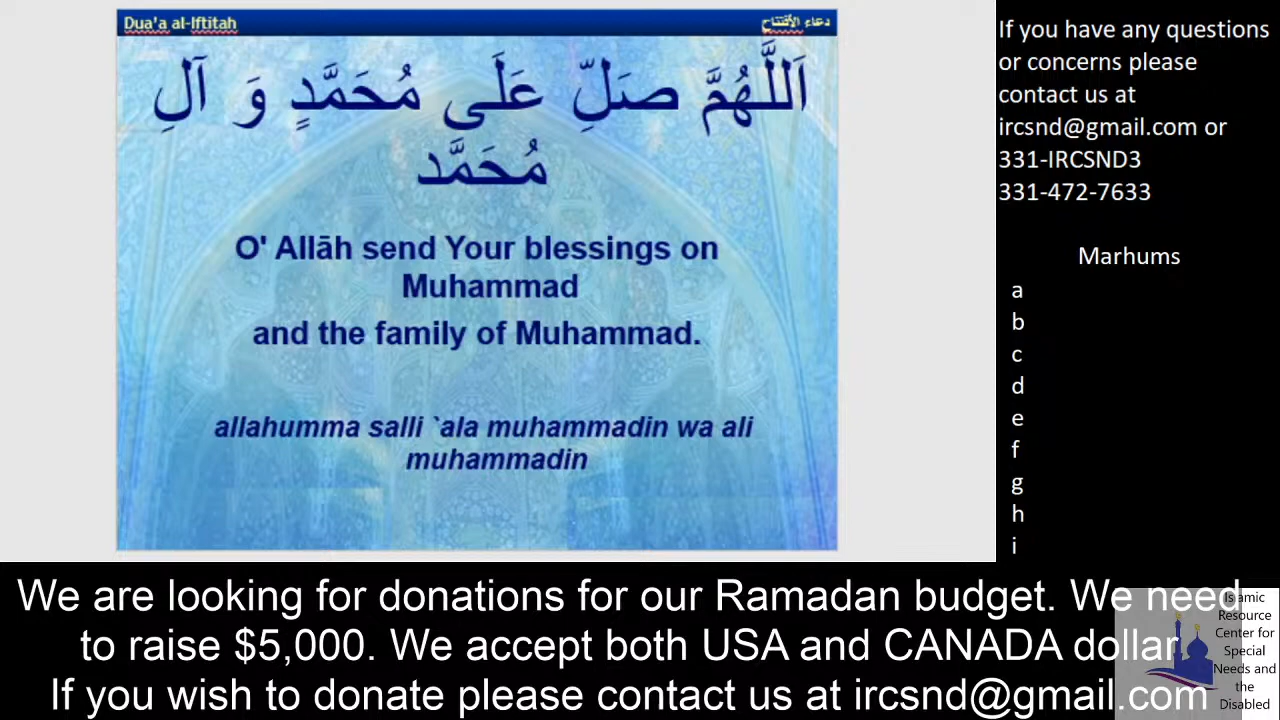 Dua'a al-Iftitah
دعاء الأفتتاح
اَللَّهُمَّ صَلِّ عَلَى مُحَمَّدٍ وَ آلِ
مُحَمَّد
O' Allāh send Your blessings on
Muhammad
and the family of Muhammad.
allahumma salli `ala muhammadin wa ali
muhammadin
If you have any questions
or concerns please
contact us at
ircsnd@gmail.com or
331-IRCSND3
331-472-7633
Marhums
a
b
c
d
e
f
g
h
i
We are looking for donations for our Ramadan budget. We need
to raise $5,000. We accept both USA and CANADA dollar
If you wish to donate please contact us at ircsnd@gmail.com
Islamic
Resource
Center for
Special
Needs and
the
Disabled